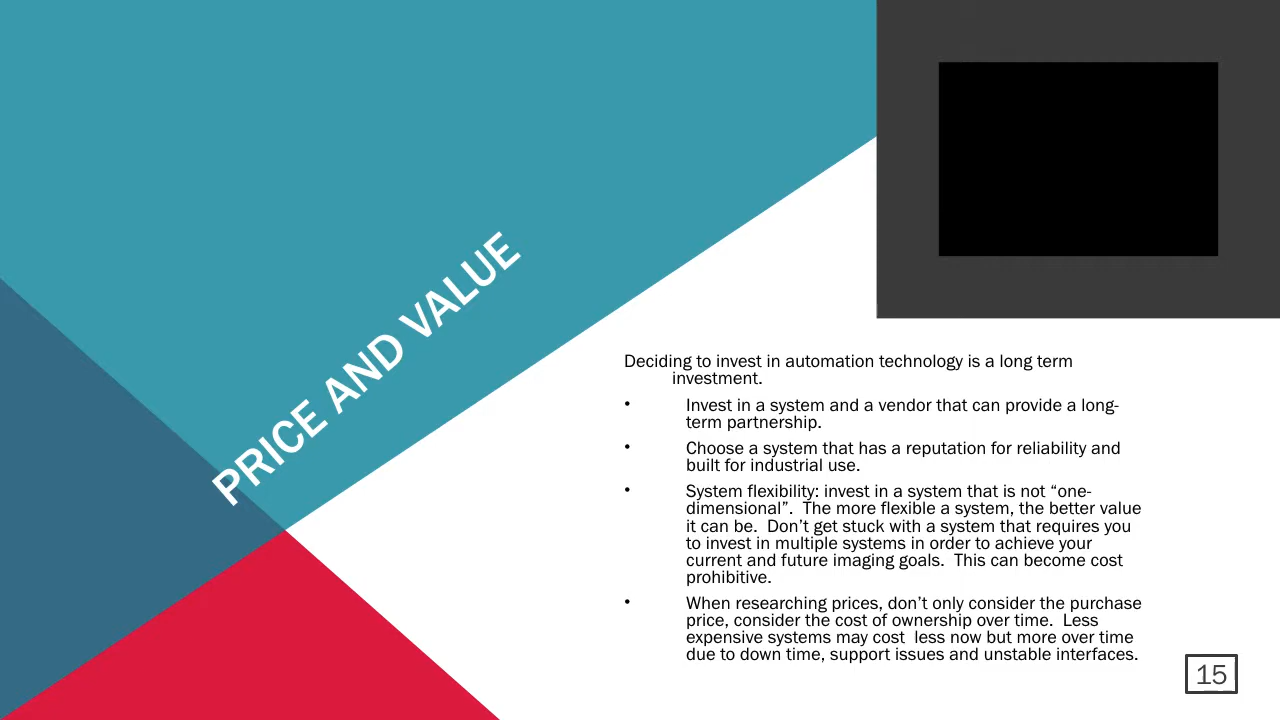 PRICE AND VALUE
Deciding to invest in automation technology is a long term
investment.
• Invest in a system and a vendor that can provide a long-
term partnership.
• Choose a system that has a reputation for reliability and
built for industrial use.
• System flexibility: invest in a system that is not “one-
dimensional”.  The more flexible a system, the better value
it can be.  Don’t get stuck with a system that requires you
to invest in multiple systems in order to achieve your
current and future imaging goals.  This can become cost
prohibitive.
• When researching prices, don’t only consider the purchase
price, consider the cost of ownership over time.  Less
expensive systems may cost  less now but more over time
due to down time, support issues and unstable interfaces.
15